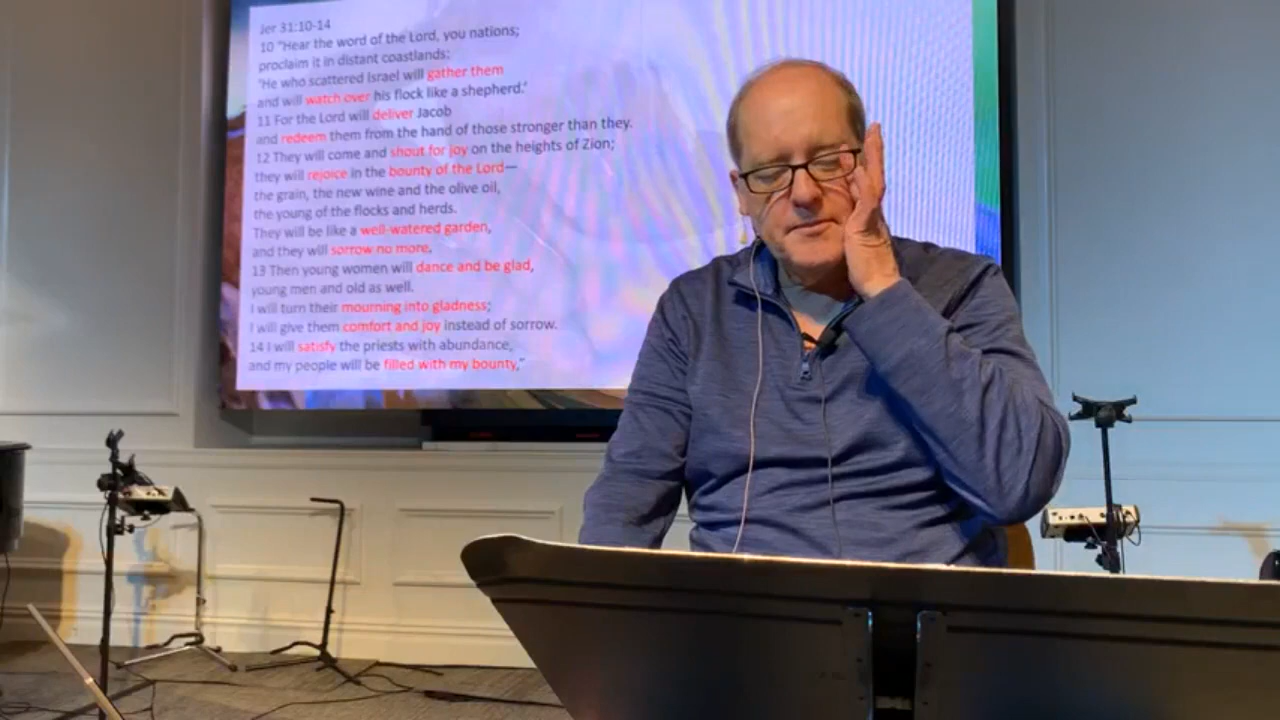 Jer 31:10-14
10 "Hear the word of the Lord, you nations;
proclaim it in distant coastlands:
'He who scattered Israel will gather them
and will watch over his flock like a shepherd.'
11 For the Lord will deliver Jacob
and redeem them from the hand of those stronger than they.
12 They will come and shout for joy on the heights of Zion;
they will rejoice in the bounty of the Lord—
the grain, the new wine and the olive oil,
the young of the flocks and herds.
They will be like a well-watered garden,
and they will sorrow no more.
13 Then young women will dance and be glad,
young men and old as well.
I will turn their mourning into gladness;
I will give them comfort and joy instead of sorrow.
14 I will satisfy the priests with abundance,
and my people will be filled with my bounty,"